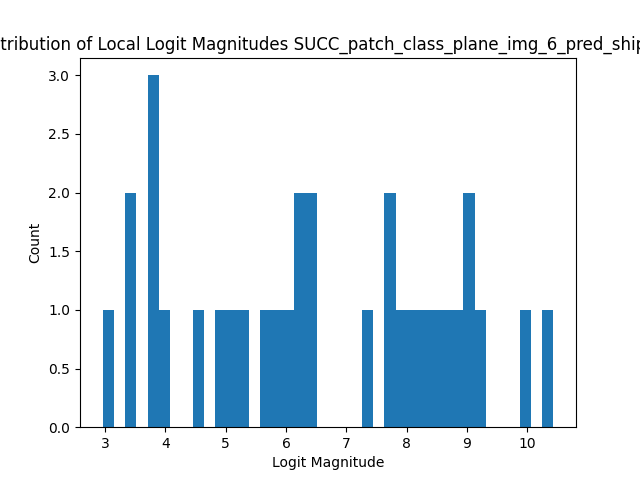 tribution of Local Logit Magnitudes SUCC_patch_class_plane_img_6_pred_ship
3.0
2.5
2.0
1.5
1.0
0.5
0.0
Count
3 4 5 6 7 8 9 10
Logit Magnitude